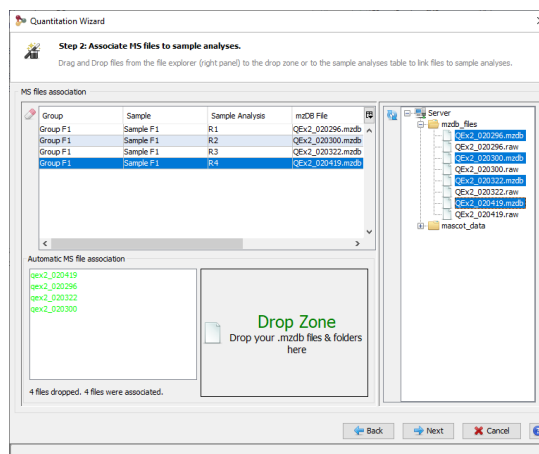 Quantitation Wizard
Step 2: Associate MS files to sample analyses.
Drag and Drop files from the file explorer (right panel) to the drop zone or to the sample analyses table to link files to sample analyses.
MS files association
Group Sample Sample Analysis mzDB File
Group F1 Sample F1 R1 QEx2_020296.mzdb
Group F1 Sample F1 R2 QEx2_020300.mzdb
Group F1 Sample F1 R3 QEx2_020322.mzdb
Group F1 Sample F1 R4 QEx2_020419.mzdb
Automatic MS file association
qex2_020419
qex2_020296
qex2_020322
qex2_020300
Drop Zone
Drop your .mzdb files & folders
here
4 files dropped. 4 files were associated.
Server
mzdb_files
QEx2_020296.mzdb
QEx2_020296.raw
QEx2_020300.mzdb
QEx2_020300.raw
QEx2_020322.mzdb
QEx2_020322.raw
QEx2_020419.mzdb
QEx2_020419.raw
mascot_data
Back Next Cancel